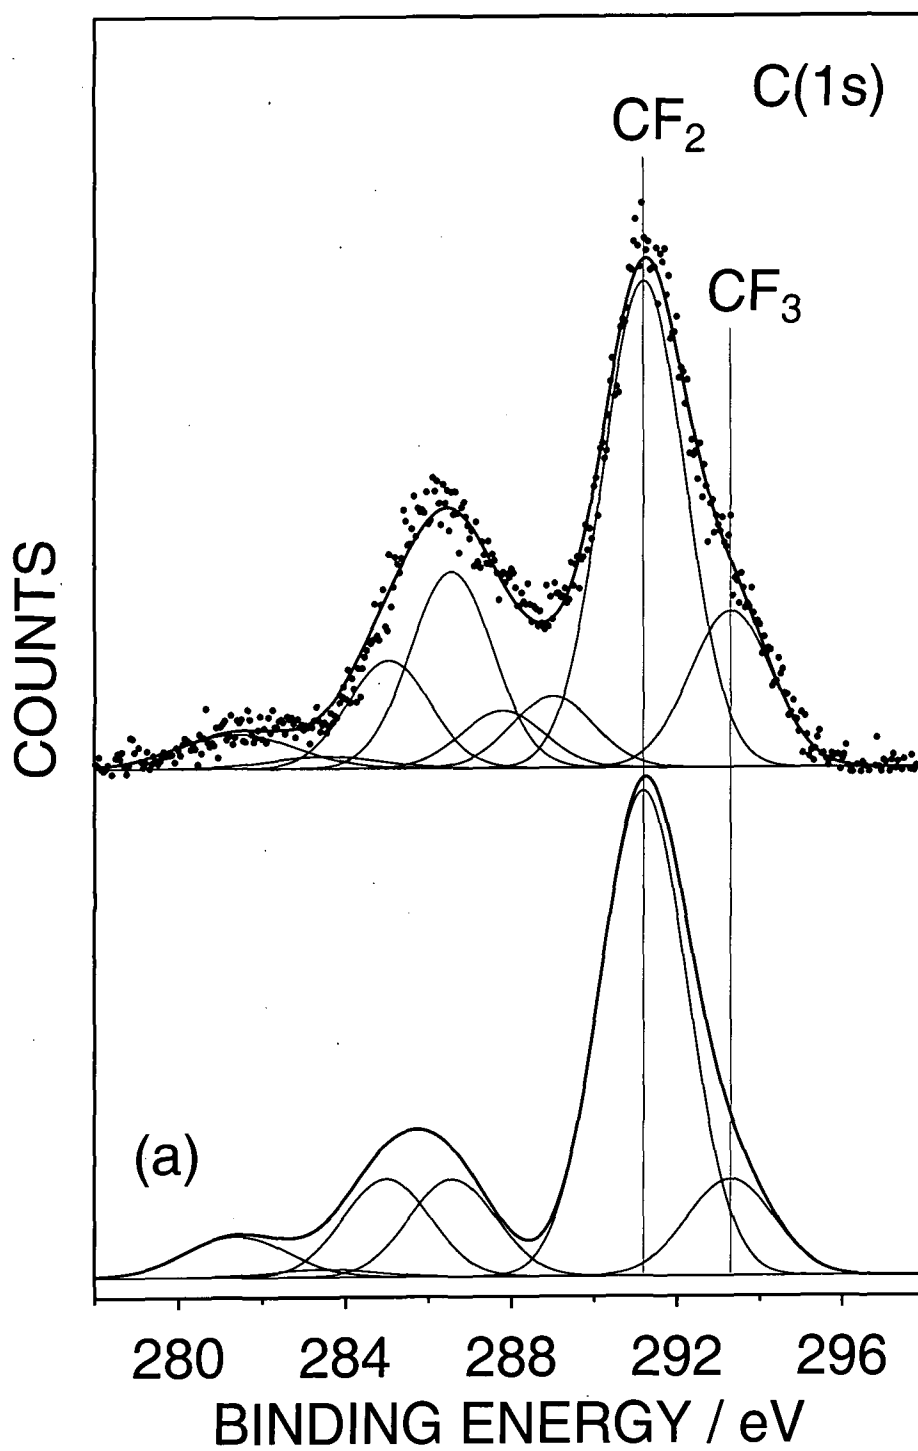 C(1s)
CF₂
CF₃
COUNTS
(a)
280 284 288 292 296
BINDING ENERGY / eV